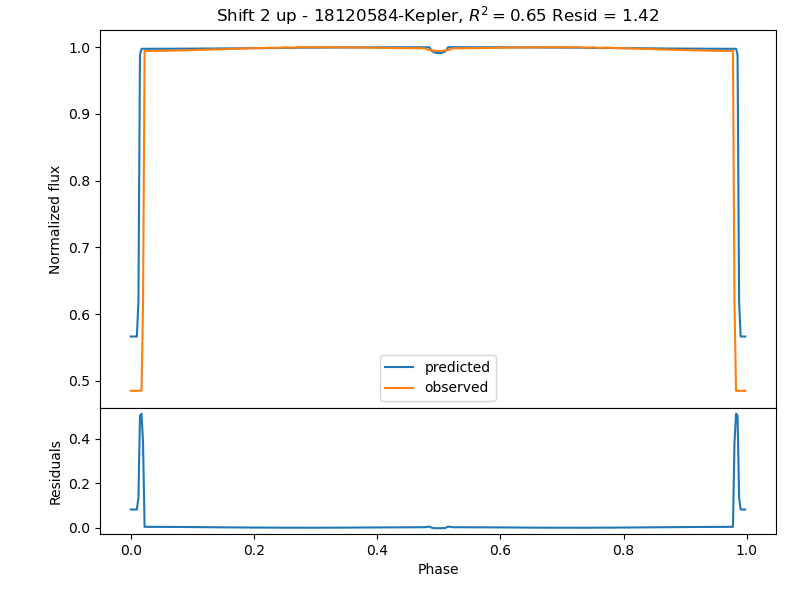 Shift 2 up - 18120584-Kepler, R² = 0.65 Resid = 1.42
Normalized flux
1.0
0.9
0.8
0.7
0.6
0.5
predicted
observed
Residuals
0.4
0.2
0.0
0.0 0.2 0.4 0.6 0.8 1.0
Phase